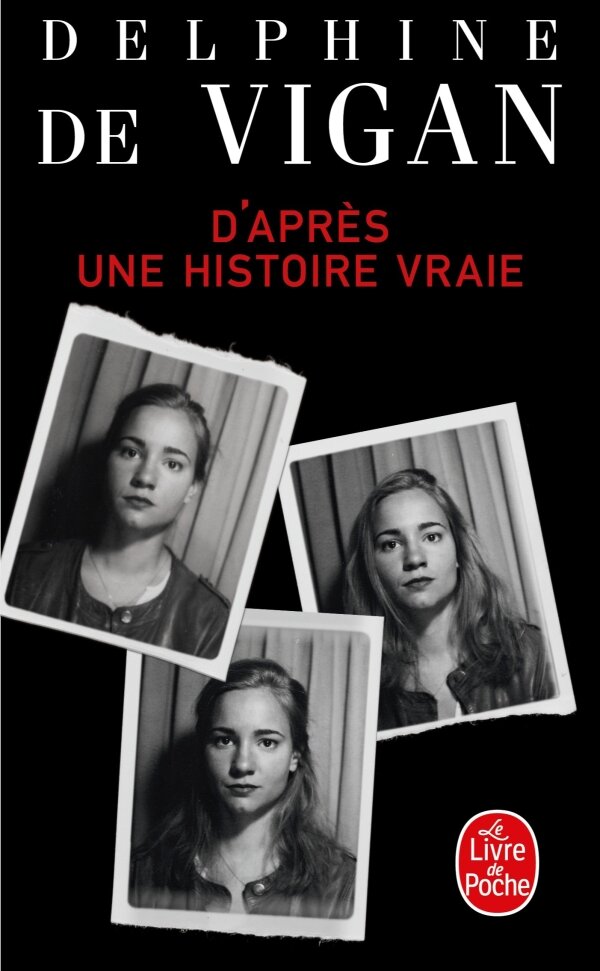 DELPHINE
DE VIGAN
D'APRÈS
UNE HISTOIRE VRAIE
Le
Livre
de
Poche